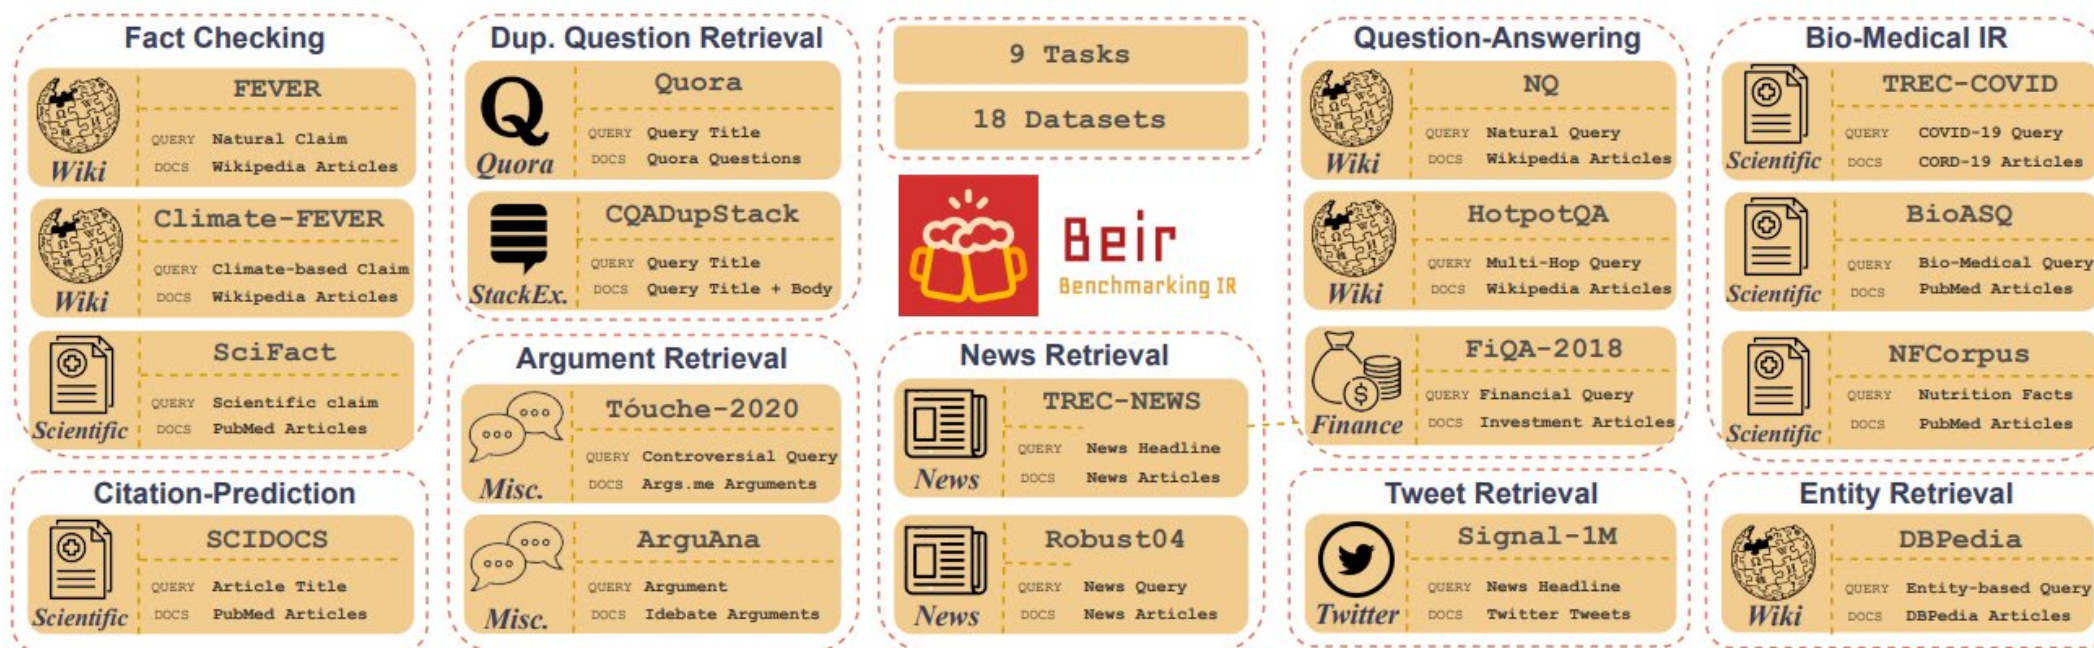 Fact Checking
FEVER
QUERY Natural Claim
DOCS Wikipedia Articles
Wiki
Climate-FEVER
QUERY Climate-based Claim
DOCS Wikipedia Articles
Wiki
SciFact
QUERY Scientific claim
DOCS PubMed Articles
Scientific
Citation-Prediction
SCIDOCS
QUERY Article Title
DOCS PubMed Articles
Scientific
Dup. Question Retrieval
Q
Quora
QUERY Query Title
DOCS Quora Questions
Quora
CQADupStack
QUERY Query Title
DOCS Query Title + Body
StackEx.
Argument Retrieval
Tóuche-2020
QUERY Controversial Query
DOCS Args.me Arguments
Misc.
ArguAna
QUERY Argument
DOCS Idebate Arguments
Misc.
9 Tasks
18 Datasets
Beir
Benchmarking IR
News Retrieval
TREC-NEWS
QUERY News Headline
DOCS News Articles
News
Robust04
QUERY News Query
DOCS News Articles
News
Question-Answering
NQ
QUERY Natural Query
DOCS Wikipedia Articles
Wiki
HotpotQA
QUERY Multi-Hop Query
DOCS Wikipedia Articles
Wiki
FiQA-2018
QUERY Financial Query
DOCS Investment Articles
$
Finance
Tweet Retrieval
Signal-1M
QUERY News Headline
DOCS Twitter Tweets
Twitter
Bio-Medical IR
TREC-COVID
QUERY COVID-19 Query
DOCS CORD-19 Articles
Scientific
BioASQ
QUERY Bio-Medical Query
DOCS PubMed Articles
Scientific
NFCorpus
QUERY Nutrition Facts
DOCS PubMed Articles
Scientific
Entity Retrieval
DBPedia
QUERY Entity-based Query
DOCS DBPedia Articles
Wiki